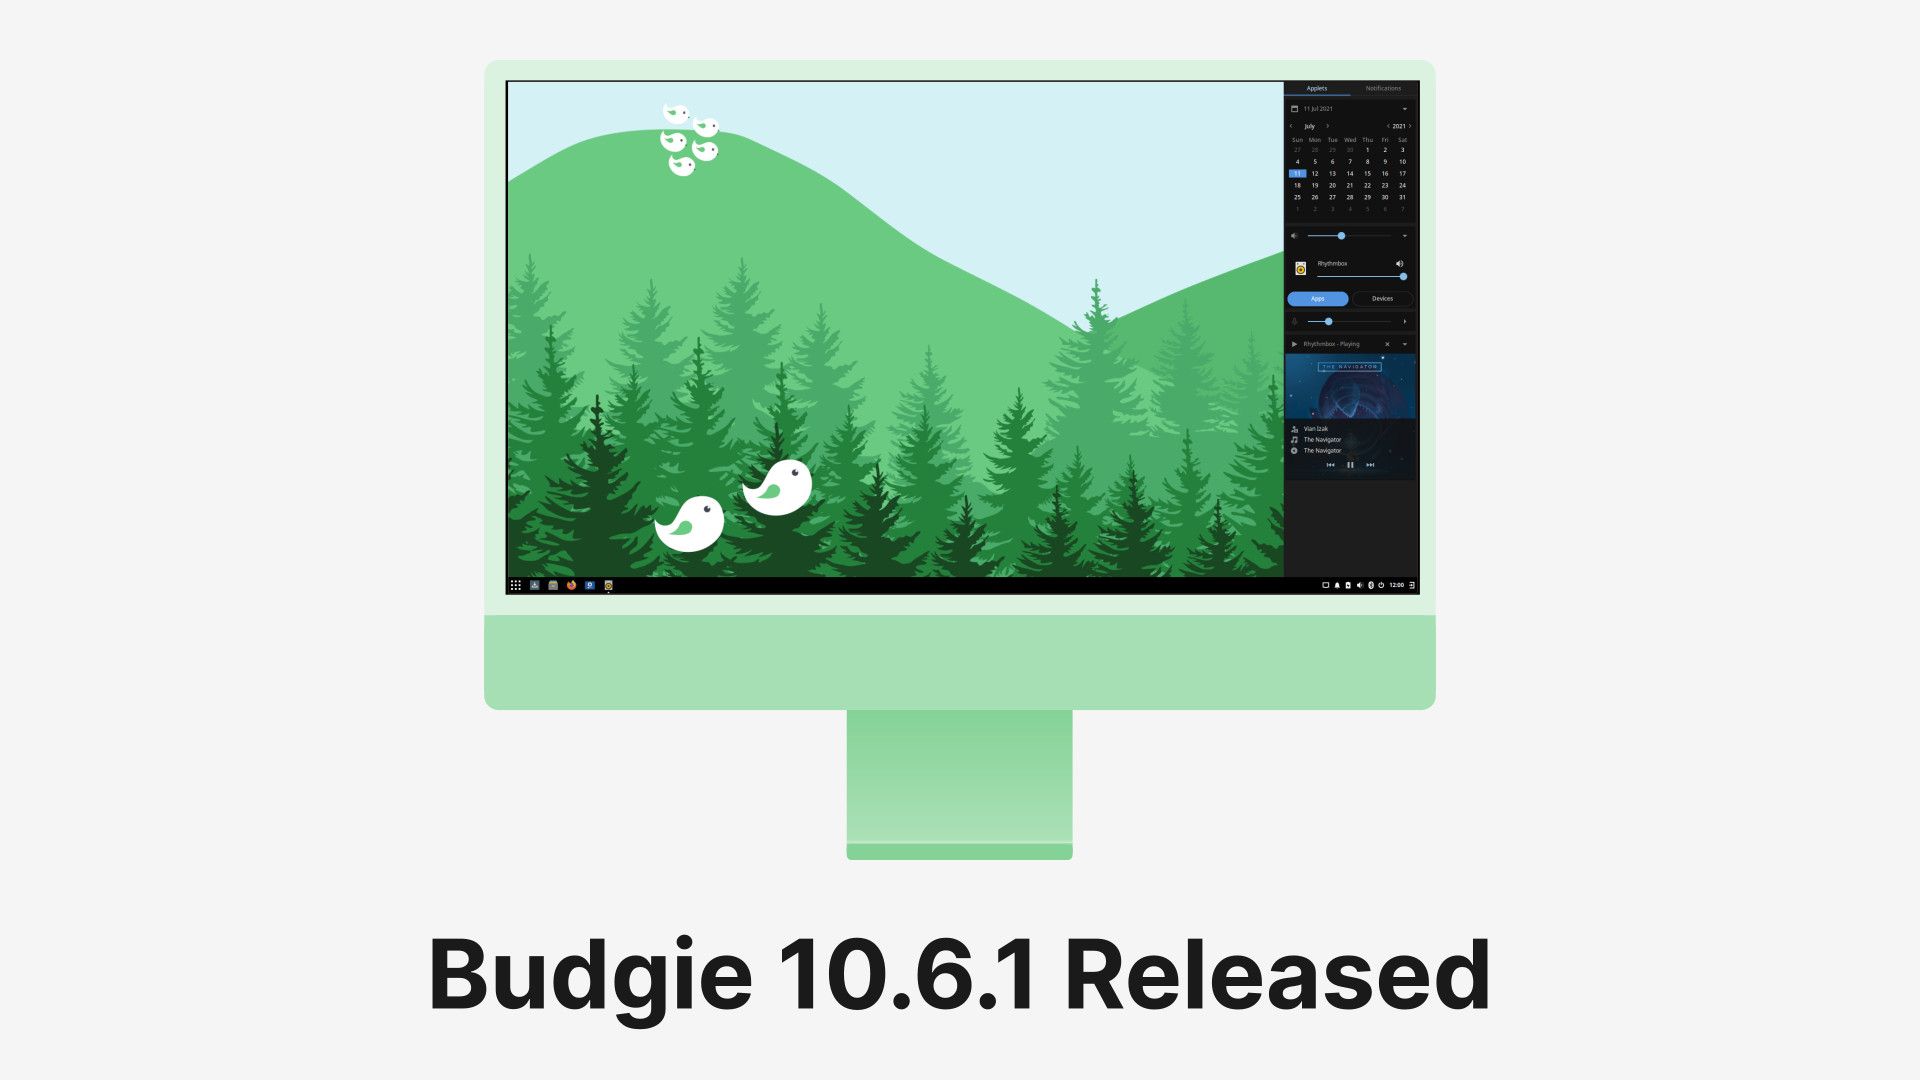 Applets Notifications
11 Jul 2021
July 2021
Sun Mon Tue Wed Thu Fri Sat
27 28 29 30 1 2 3
4 5 6 7 8 9 10
11 12 13 14 15 16 17
18 19 20 21 22 23 24
25 26 27 28 29 30 31
1 2 3 4 5 6 7
Rhythmbox
Apps Devices
Rhythmbox - Playing
THE NAVIGATOR
Vian Izak
The Navigator
The Navigator
12:00
Budgie 10.6.1 Released